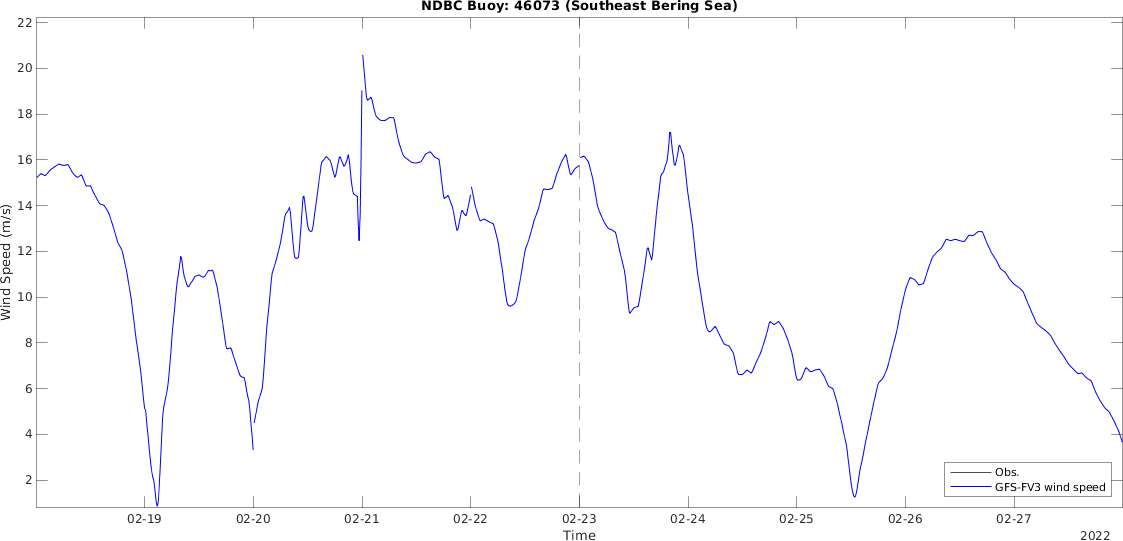 NDBC Buoy: 46073 (Southeast Bering Sea)
22
20
18
16
14
12
10
8
6
4
2
Wind Speed (m/s)
02-19 02-20 02-21 02-22 02-23 02-24 02-25 02-26 02-27
Time
2022
Obs.
GFS-FV3 wind speed